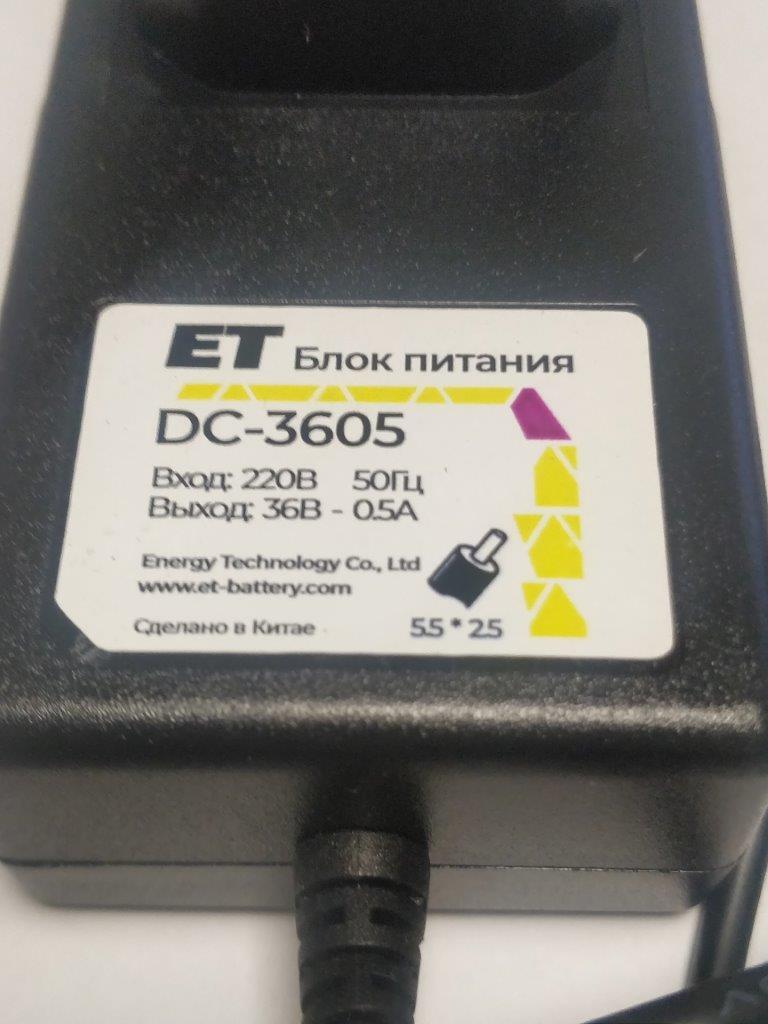 ET Блок питания
DC-3605
Вход: 220В 50Гц
Выход: 36В - 0.5А
Energy Technology Co., Ltd
www.et-battery.com
Сделано в Китае
5.5 * 2.5